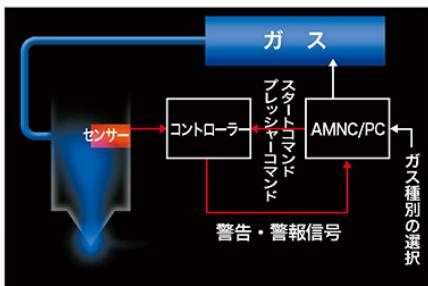 ガス
センサー
コントローラー
スタートコマンド
プレッシャーコマンド
AMNC/PC
ガス種別の選択
警告・警報信号